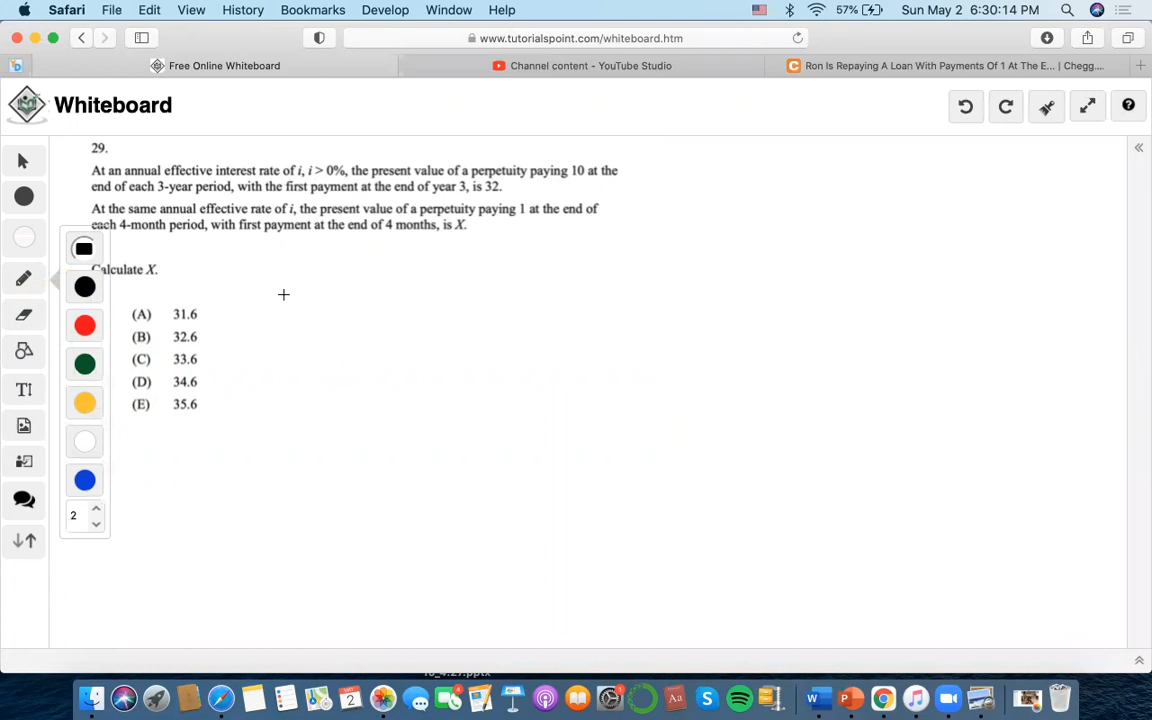 Safari File Edit View History Bookmarks Develop Window Help 57% Sun May 2 6:30:14 PM
www.tutorialspoint.com/whiteboard.htm
Free Online Whiteboard Channel content - YouTube Studio Ron Is Repaying A Loan With Payments Of 1 At The E... | Chegg....
Whiteboard
29.
At an annual effective interest rate of i, i > 0%, the present value of a perpetuity paying 10 at the
end of each 3-year period, with the first payment at the end of year 3, is 32.
At the same annual effective rate of i, the present value of a perpetuity paying 1 at the end of
each 4-month period, with first payment at the end of 4 months, is X.
Calculate X.
(A) 31.6
(B) 32.6
(C) 33.6
(D) 34.6
(E) 35.6
2